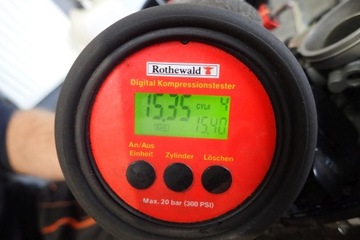 Rothewald
Digital Kompressionstester
15.35 CYL# 4
BAR 15.40
An/Aus
Einheit Zylinder Löschen
Max. 20 bar (300 PSI)